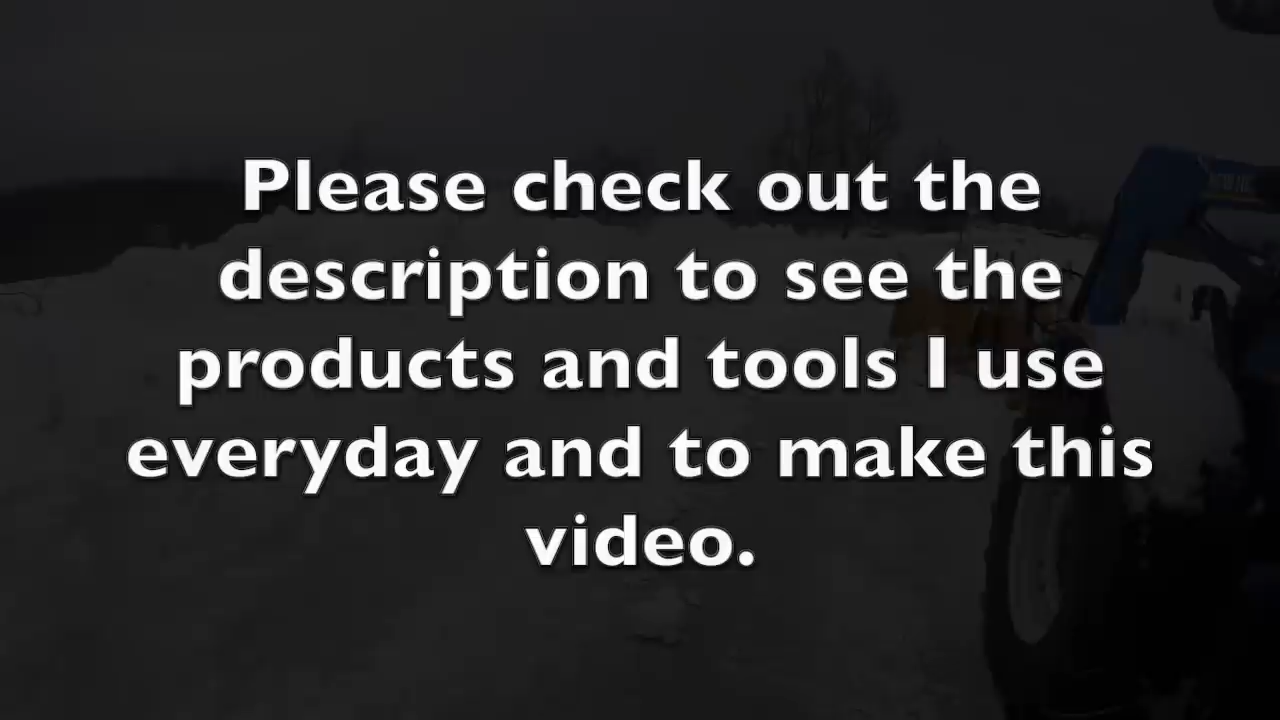 Please check out the
description to see the
products and tools I use
everyday and to make this
video.